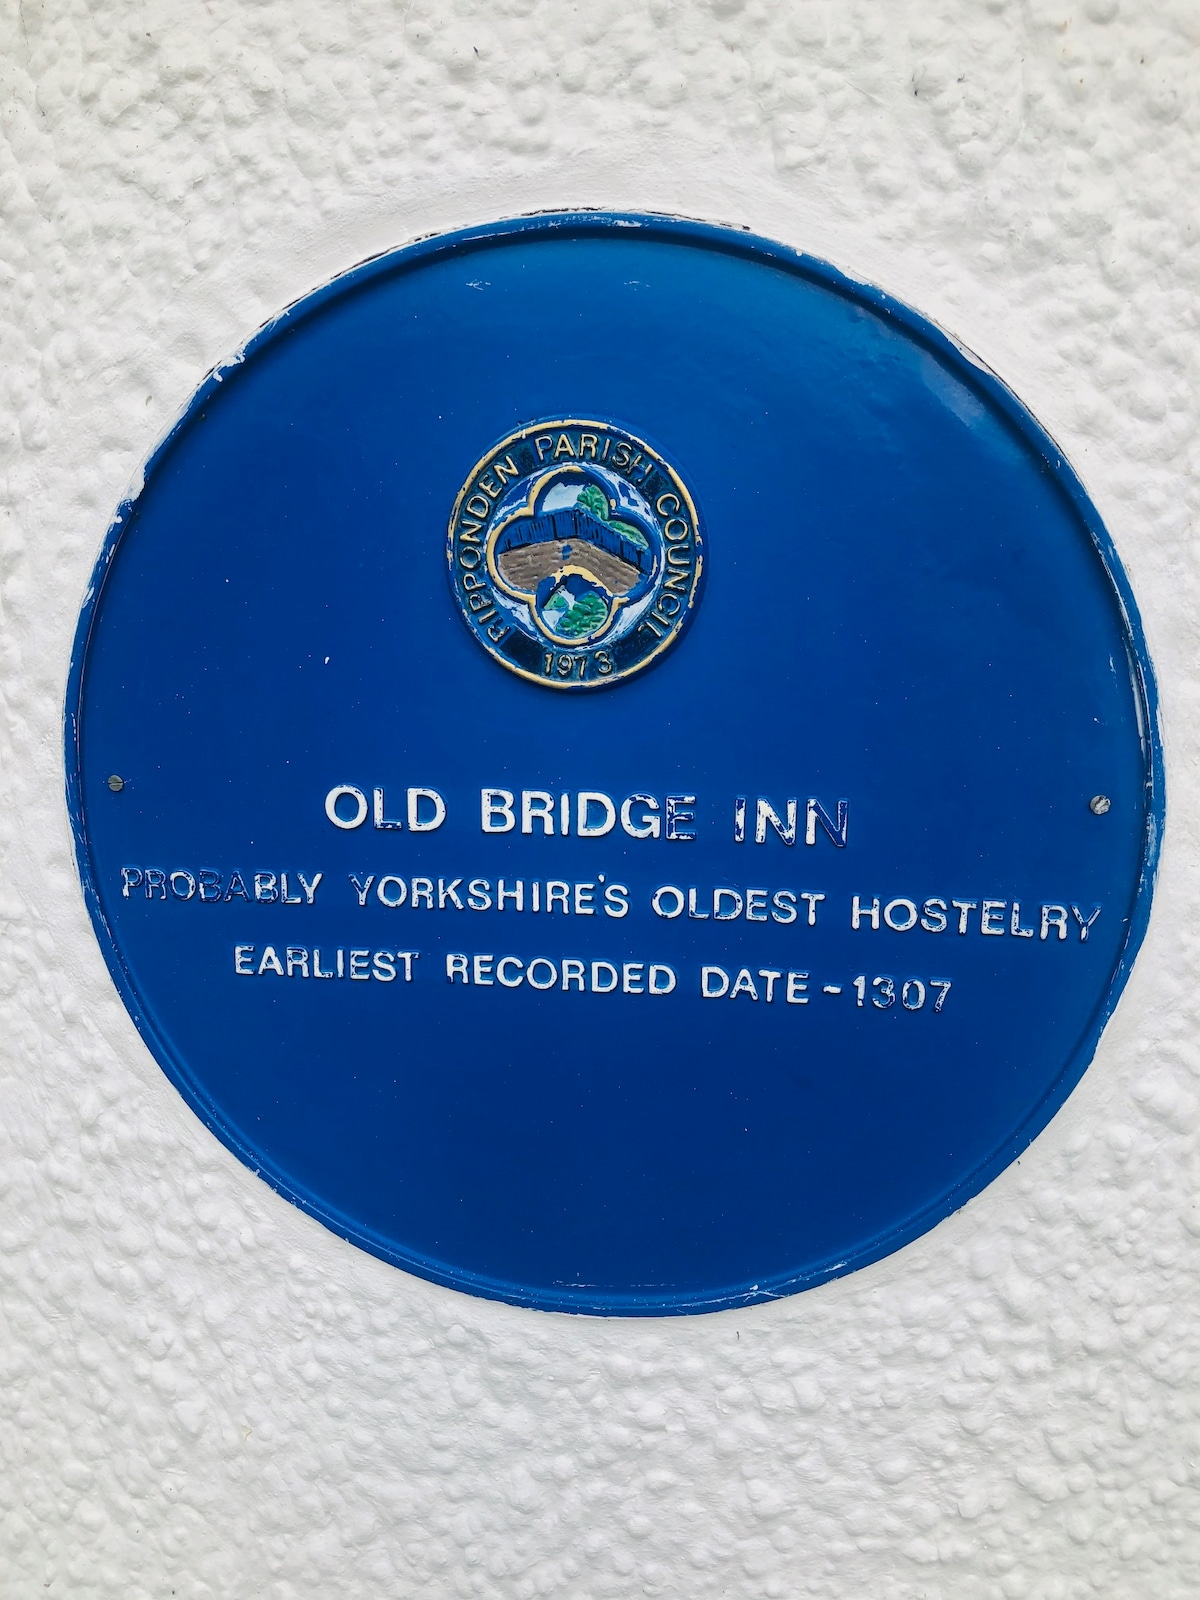 RIPPONDEN PARISH COUNCIL
1973
OLD BRIDGE INN
PROBABLY YORKSHIRE'S OLDEST HOSTELRY
EARLIEST RECORDED DATE - 1307